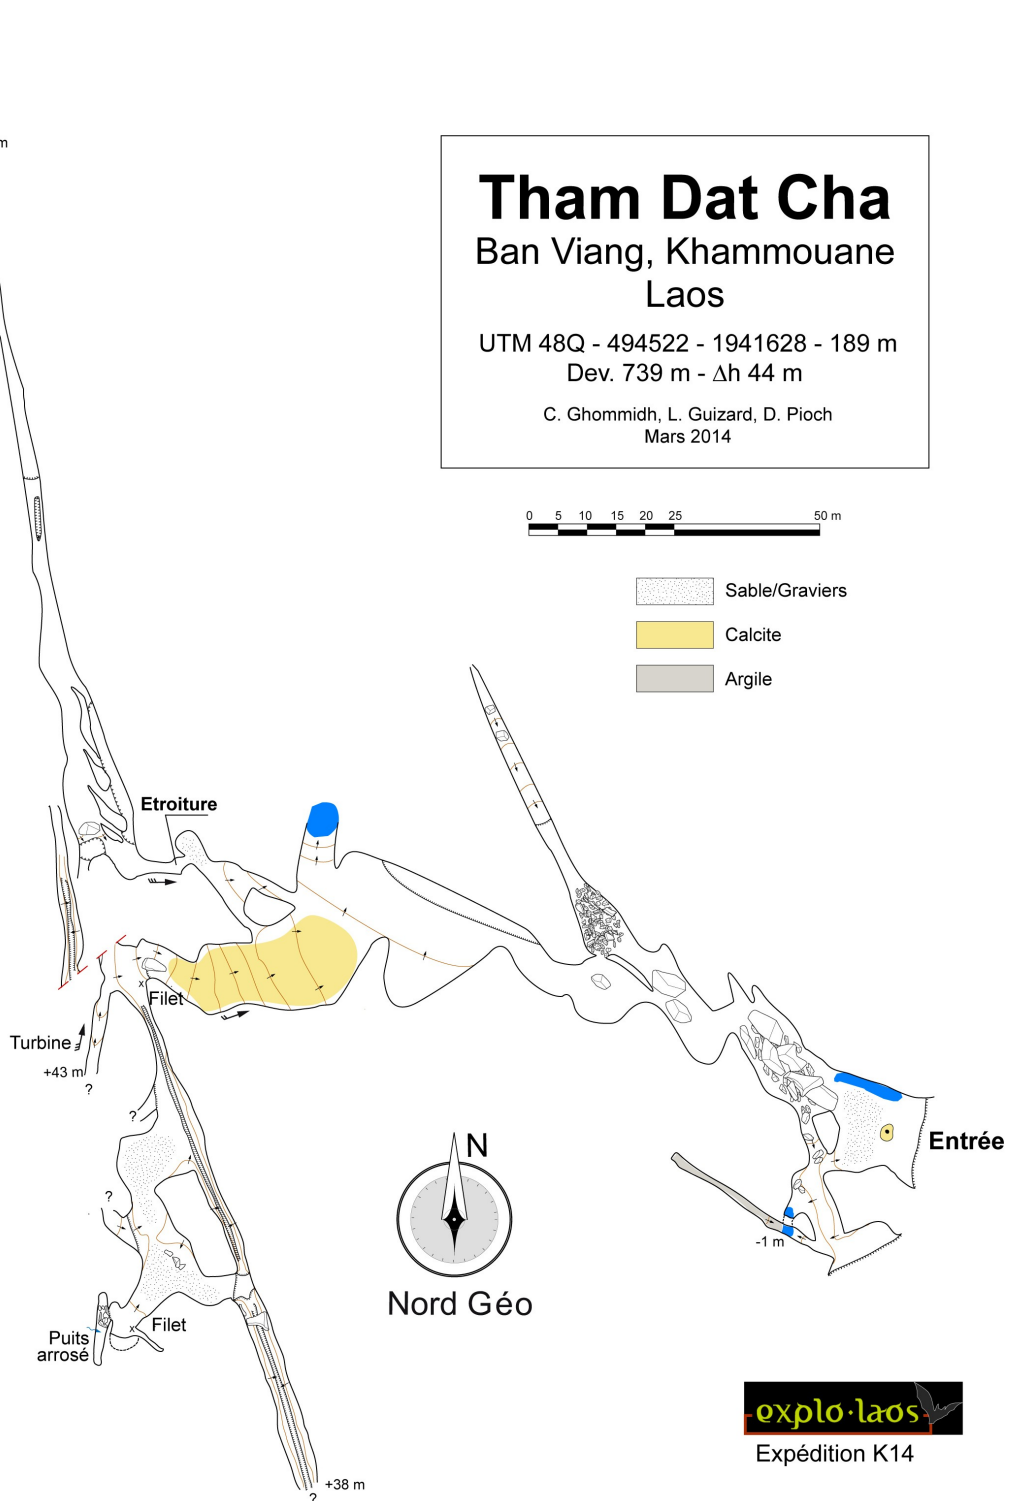 m
Tham Dat Cha
Ban Viang, Khammouane
Laos
UTM 48Q - 494522 - 1941628 - 189 m
Dev. 739 m - Δh 44 m
C. Ghommidh, L. Guizard, D. Pioch
Mars 2014
0 5 10 15 20 25 50 m
Sable/Graviers
Calcite
Argile
Etroiture
x
Filet
Turbine
+43 m
?
?
Entrée
N
?
-1 m
Nord Géo
x
Filet
Puits
arrosé
explo·laos
Expédition K14
+38 m
?